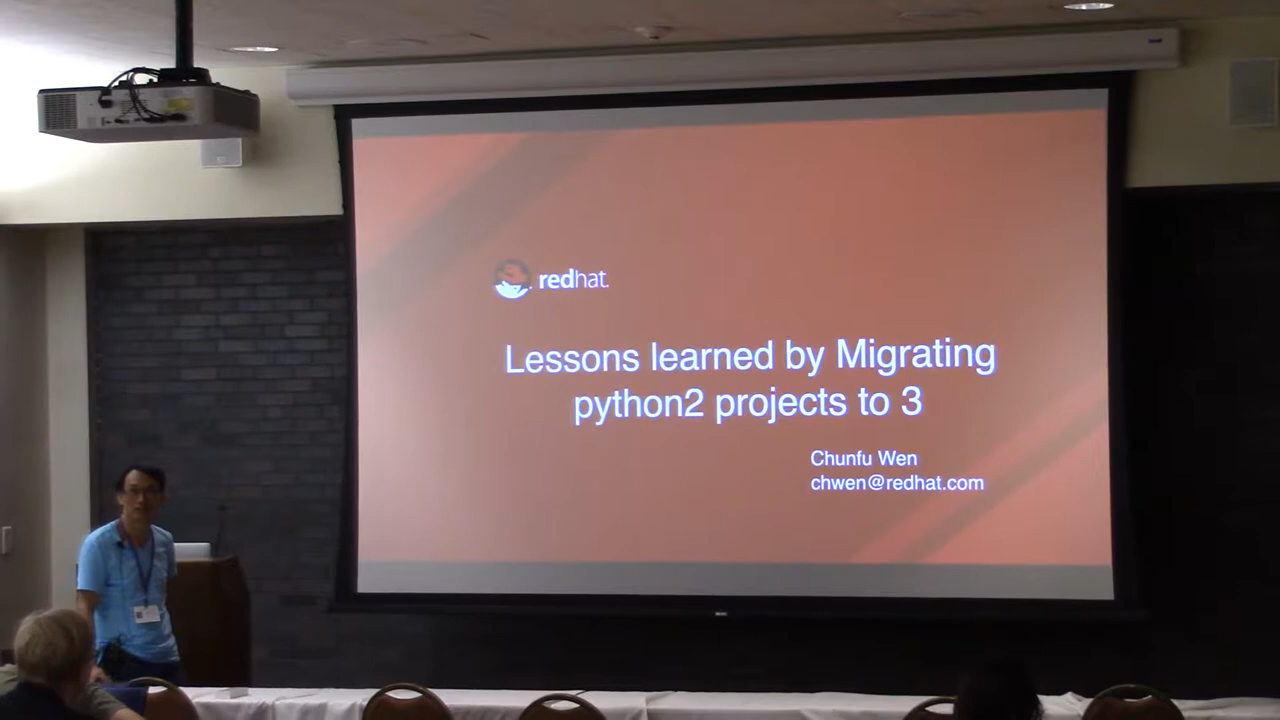 redhat.
Lessons learned by Migrating
python2 projects to 3
Chunfu Wen
chwen@redhat.com